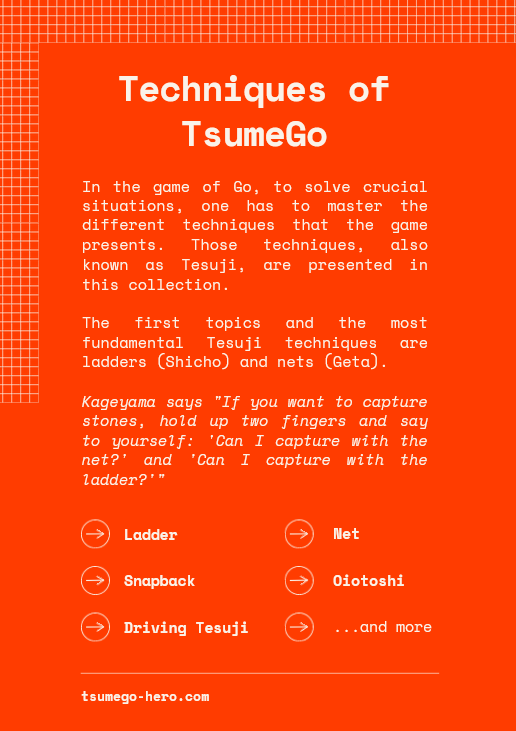 Techniques of
TsumeGo
In the game of Go, to solve crucial
situations, one has to master the
different techniques that the game
presents. Those techniques, also
known as Tesuji, are presented in
this collection.
The first topics and the most
fundamental Tesuji techniques are
ladders (Shicho) and nets (Geta).
Kageyama says "If you want to capture
stones, hold up two fingers and say
to yourself: 'Can I capture with the
net?' and 'Can I capture with the
ladder?'"
Ladder
Net
Snapback
Oiotoshi
Driving Tesuji
...and more
tsumego-hero.com